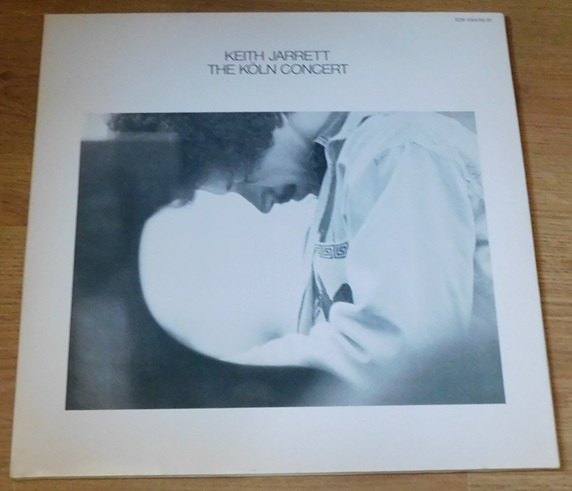 KEITH JARRETT
THE KÖLN CONCERT